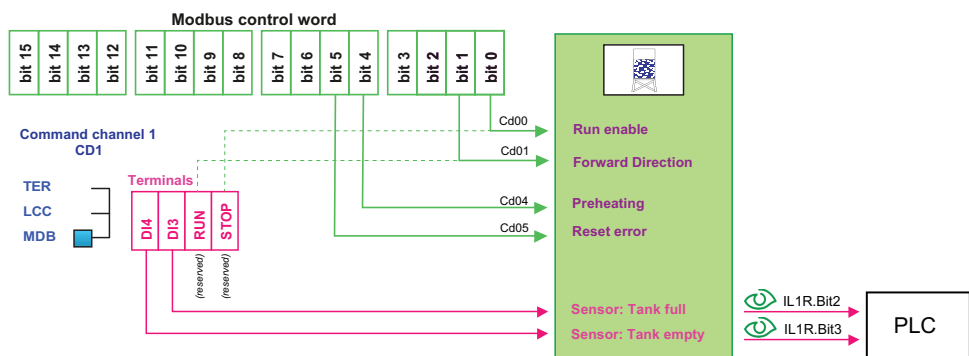 Modbus control word
bit 15
bit 14
bit 13
bit 12
bit 11
bit 10
bit 9
bit 8
bit 7
bit 6
bit 5
bit 4
bit 3
bit 2
bit 1
bit 0
Cd00
Run enable
Command channel 1
CD1
Cd01
Forward Direction
TER
LCC
MDB
Terminals
DI4
DI3
RUN
STOP
(reserved)
(reserved)
Cd04
Preheating
Cd05
Reset error
Sensor: Tank full
IL1R.Bit2
Sensor: Tank empty
IL1R.Bit3
PLC